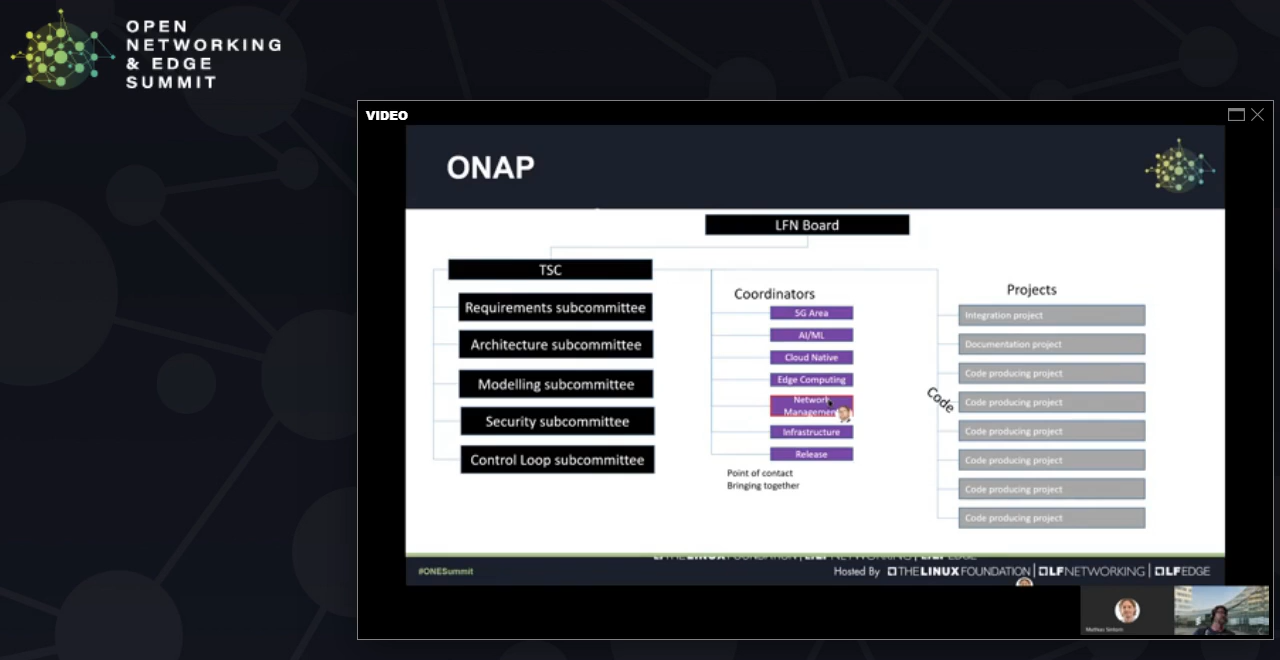 OPEN
NETWORKING
& EDGE
SUMMIT
VIDEO
ONAP
LFN Board
TSC
Requirements subcommittee
Architecture subcommittee
Modelling subcommittee
Security subcommittee
Control Loop subcommittee
Coordinators
5G Area
AI/ML
Cloud Native
Edge Computing
Network
Management
Infrastructure
Release
Point of contact
Bringing together
Projects
Code
Integration project
Documentation project
Code producing project
Code producing project
Code producing project
Code producing project
Code producing project
Code producing project
#ONESummit
Hosted By THE LINUX FOUNDATION | LFNETWORKING | LFEDGE